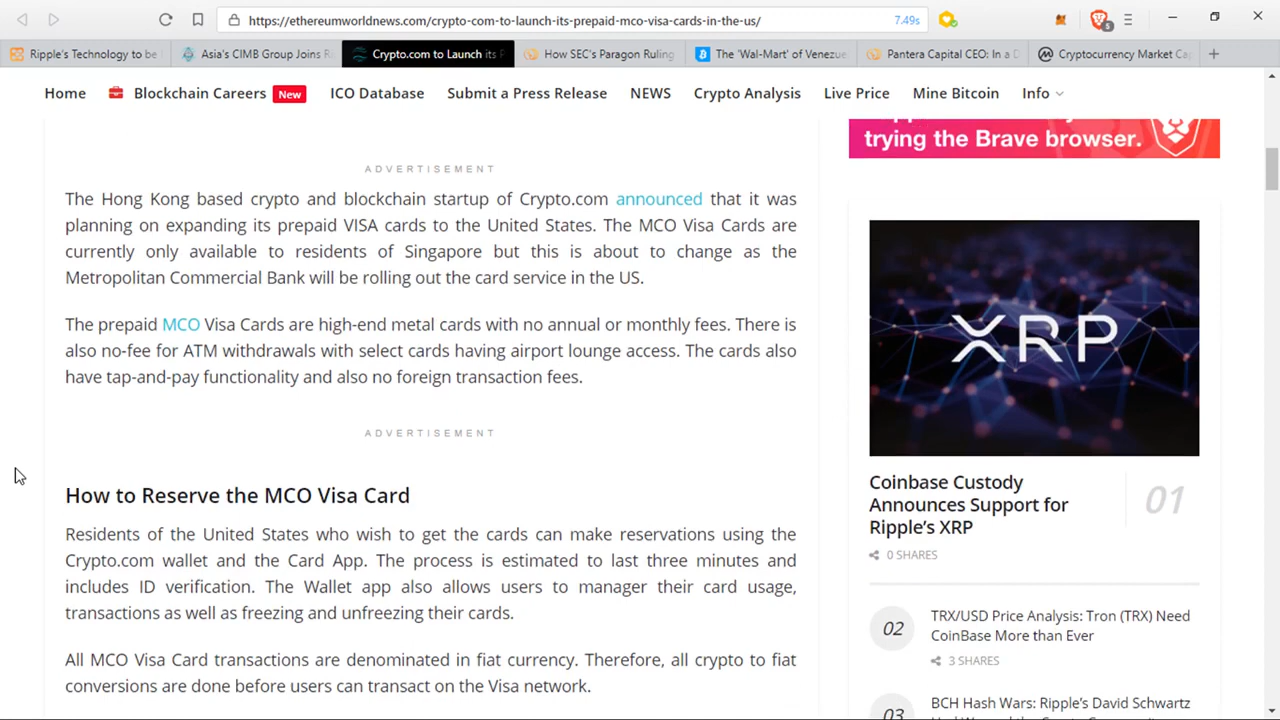 https://ethereumworldnews.com/crypto-com-to-launch-its-prepaid-mco-visa-cards-in-the-us/
7.49s
5
Ripple's Technology to be
Asia's CIMB Group Joins R
Crypto.com to Launch its P
How SEC's Paragon Ruling
The 'Wal-Mart' of Venezue
Pantera Capital CEO: In a D
Cryptocurrency Market Ca
Home
Blockchain Careers New
ICO Database
Submit a Press Release
NEWS
Crypto Analysis
Live Price
Mine Bitcoin
Info
trying the Brave browser.
ADVERTISEMENT
The Hong Kong based crypto and blockchain startup of Crypto.com announced that it was
planning on expanding its prepaid VISA cards to the United States. The MCO Visa Cards are
currently only available to residents of Singapore but this is about to change as the
Metropolitan Commercial Bank will be rolling out the card service in the US.
The prepaid MCO Visa Cards are high-end metal cards with no annual or monthly fees. There is
also no-fee for ATM withdrawals with select cards having airport lounge access. The cards also
have tap-and-pay functionality and also no foreign transaction fees.
ADVERTISEMENT
How to Reserve the MCO Visa Card
Residents of the United States who wish to get the cards can make reservations using the
Crypto.com wallet and the Card App. The process is estimated to last three minutes and
includes ID verification. The Wallet app also allows users to manager their card usage,
transactions as well as freezing and unfreezing their cards.
All MCO Visa Card transactions are denominated in fiat currency. Therefore, all crypto to fiat
conversions are done before users can transact on the Visa network.
XRP
Coinbase Custody
Announces Support for
Ripple's XRP
01
0 SHARES
02
TRX/USD Price Analysis: Tron (TRX) Need
CoinBase More than Ever
3 SHARES
03
BCH Hash Wars: Ripple's David Schwartz